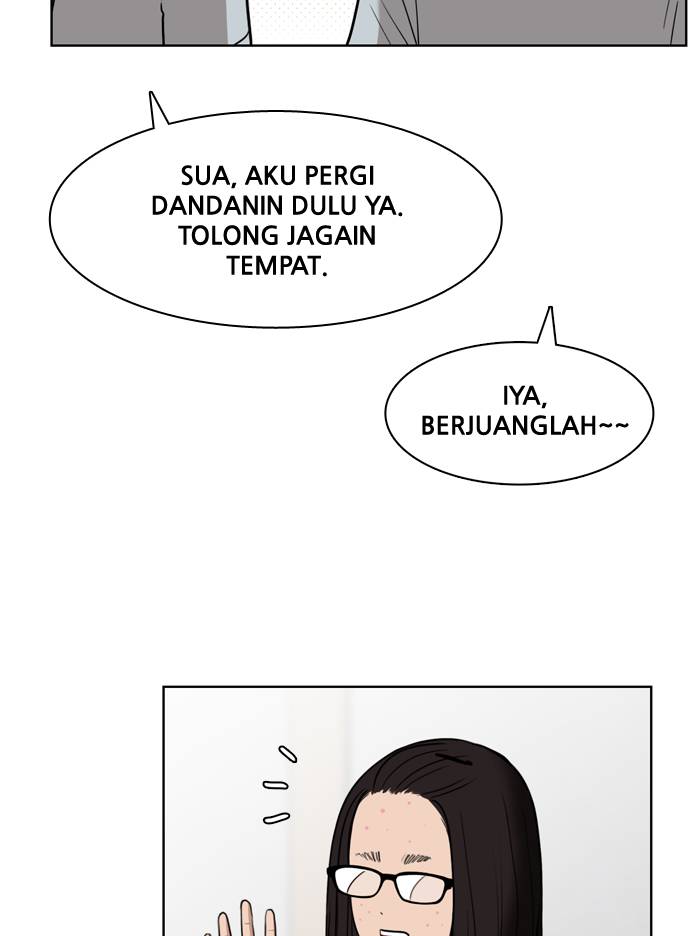 SUA, AKU PERGI
DANDANIN DULU YA.
TOLONG JAGAIN
TEMPAT.
IYA,
BERJUANGLAH~~